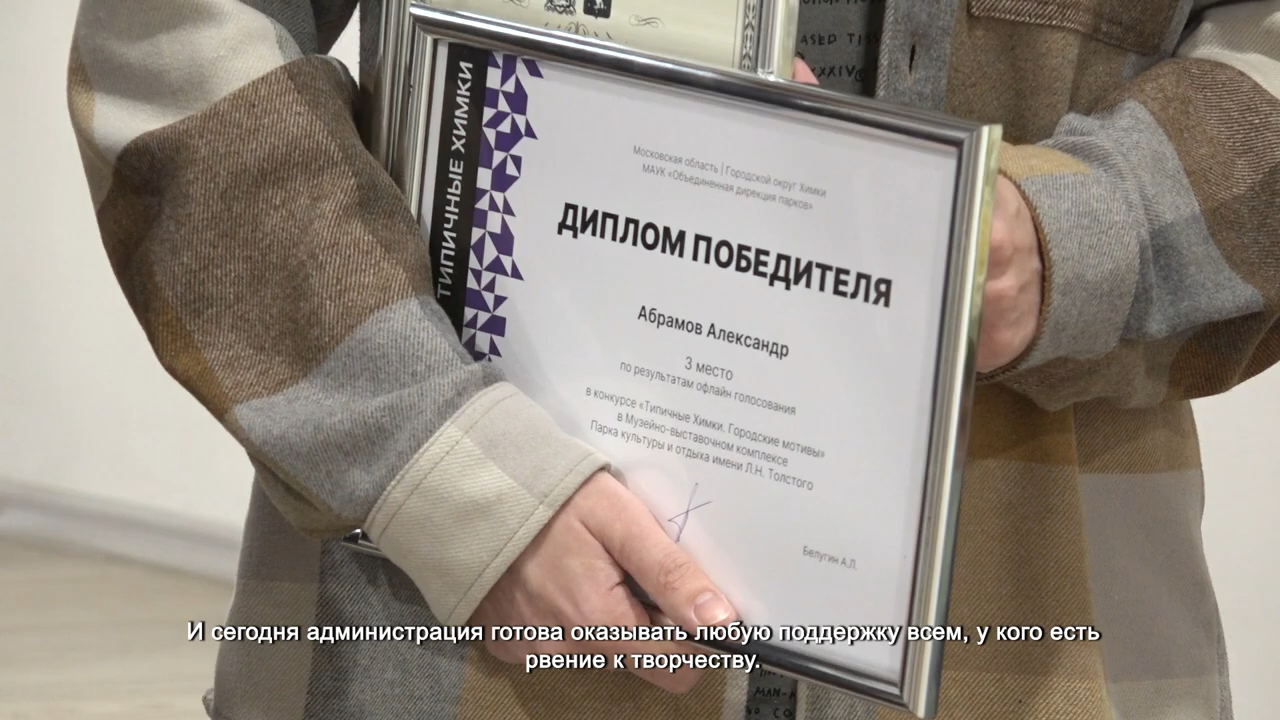 ТИПИЧНЫЕ ХИМКИ
Московская область | Городской округ Химки
МАУК «Объединенная дирекция парков»
ДИПЛОМ ПОБЕДИТЕЛЯ
Абрамов Александр
3 место
по результатам офлайн голосования
в конкурсе «Типичные Химки. Городские мотивы»
в Музейно-выставочном комплексе
Парка культуры и отдыха имени Л.Н. Толстого
Белугин А.Л.
И сегодня администрация готова оказывать любую поддержку всем, у кого есть
рвение к творчеству.